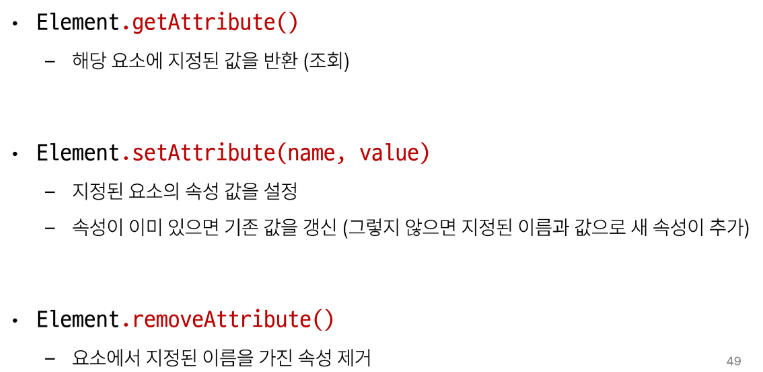 • Element.getAttribute()
– 해당 요소에 지정된 값을 반환 (조회)
• Element.setAttribute(name, value)
– 지정된 요소의 속성 값을 설정
– 속성이 이미 있으면 기존 값을 갱신 (그렇지 않으면 지정된 이름과 값으로 새 속성이 추가)
• Element.removeAttribute()
– 요소에서 지정된 이름을 가진 속성 제거
49